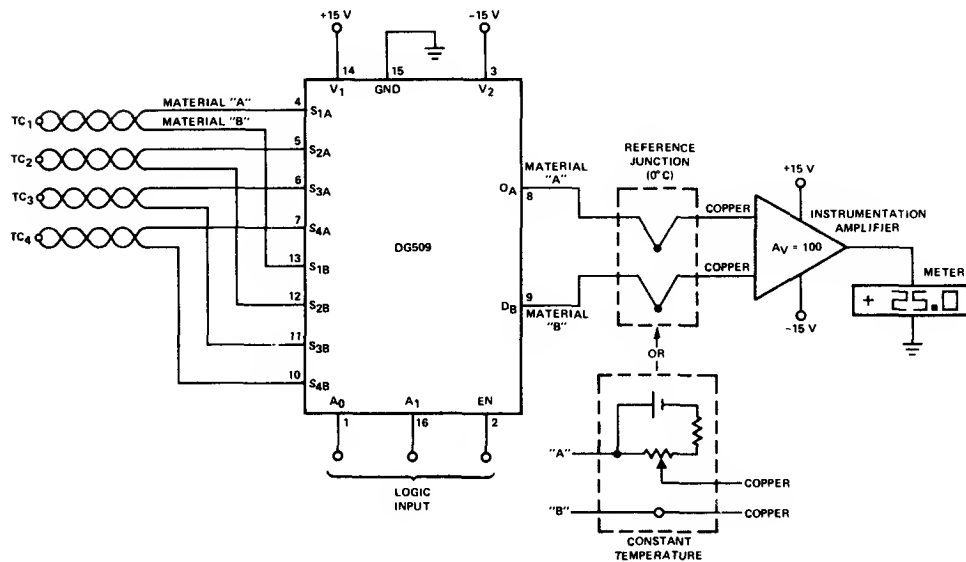 +15 V
-15 V
14
15
3
V1
GND
V2
TC1
MATERIAL "A"
4
S1A
MATERIAL "B"
TC2
5
S2A
TC3
6
S3A
TC4
7
S4A
13
S1B
12
S2B
11
S3B
10
S4B
DG509
OA
8
MATERIAL "A"
DB
9
MATERIAL "B"
A0
A1
EN
1
16
2
LOGIC INPUT
REFERENCE JUNCTION (0°C)
COPPER
COPPER
+15 V
INSTRUMENTATION AMPLIFIER
AV = 100
-15 V
METER
+ 25.0
OR
"A"
COPPER
"B"
COPPER
CONSTANT TEMPERATURE